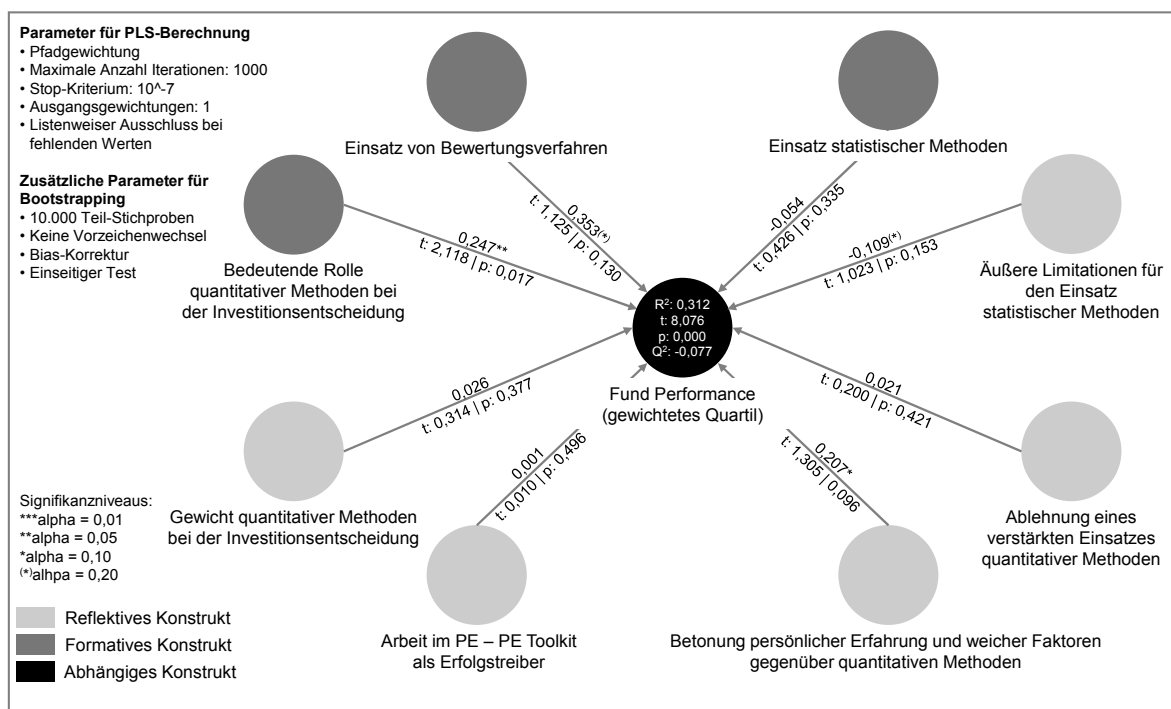 Parameter für PLS-Berechnung
• Pfadgewichtung
• Maximale Anzahl Iterationen: 1000
• Stop-Kriterium: 10^-7
• Ausgangsgewichtungen: 1
• Listenweiser Ausschluss bei
fehlenden Werten
Zusätzliche Parameter für
Bootstrapping
• 10.000 Teil-Stichproben
• Keine Vorzeichenwechsel
• Bias-Korrektur
• Einseitiger Test
Einsatz von Bewertungsverfahren
0,353(*)
t: 1,125 | p: 0,130
Einsatz statistischer Methoden
-0,054
t: 0,426 | p: 0,335
Bedeutende Rolle
quantitativer Methoden bei
der Investitionsentscheidung
0,247**
t: 2,118 | p: 0,017
Äußere Limitationen für
den Einsatz
statistischer Methoden
-0,109(*)
t: 1,023 | p: 0,153
R²: 0,312
t: 8,076
p: 0,000
Q²: -0,077
Fund Performance
(gewichtetes Quartil)
0,026
t: 0,314 | p: 0,377
Gewicht quantitativer Methoden
bei der Investitionsentscheidung
0,021
t: 0,200 | p: 0,421
Ablehnung eines
verstärkten Einsatzes
quantitativer Methoden
0,001
t: 0,010 | p: 0,496
Arbeit im PE – PE Toolkit
als Erfolgstreiber
0,207*
t: 1,305 | 0,096
Betonung persönlicher Erfahrung und weicher Faktoren
gegenüber quantitativen Methoden
Signifikanzniveaus:
***alpha = 0,01
**alpha = 0,05
*alpha = 0,10
(*)alhpa = 0,20
Reflektives Konstrukt
Formatives Konstrukt
Abhängiges Konstrukt